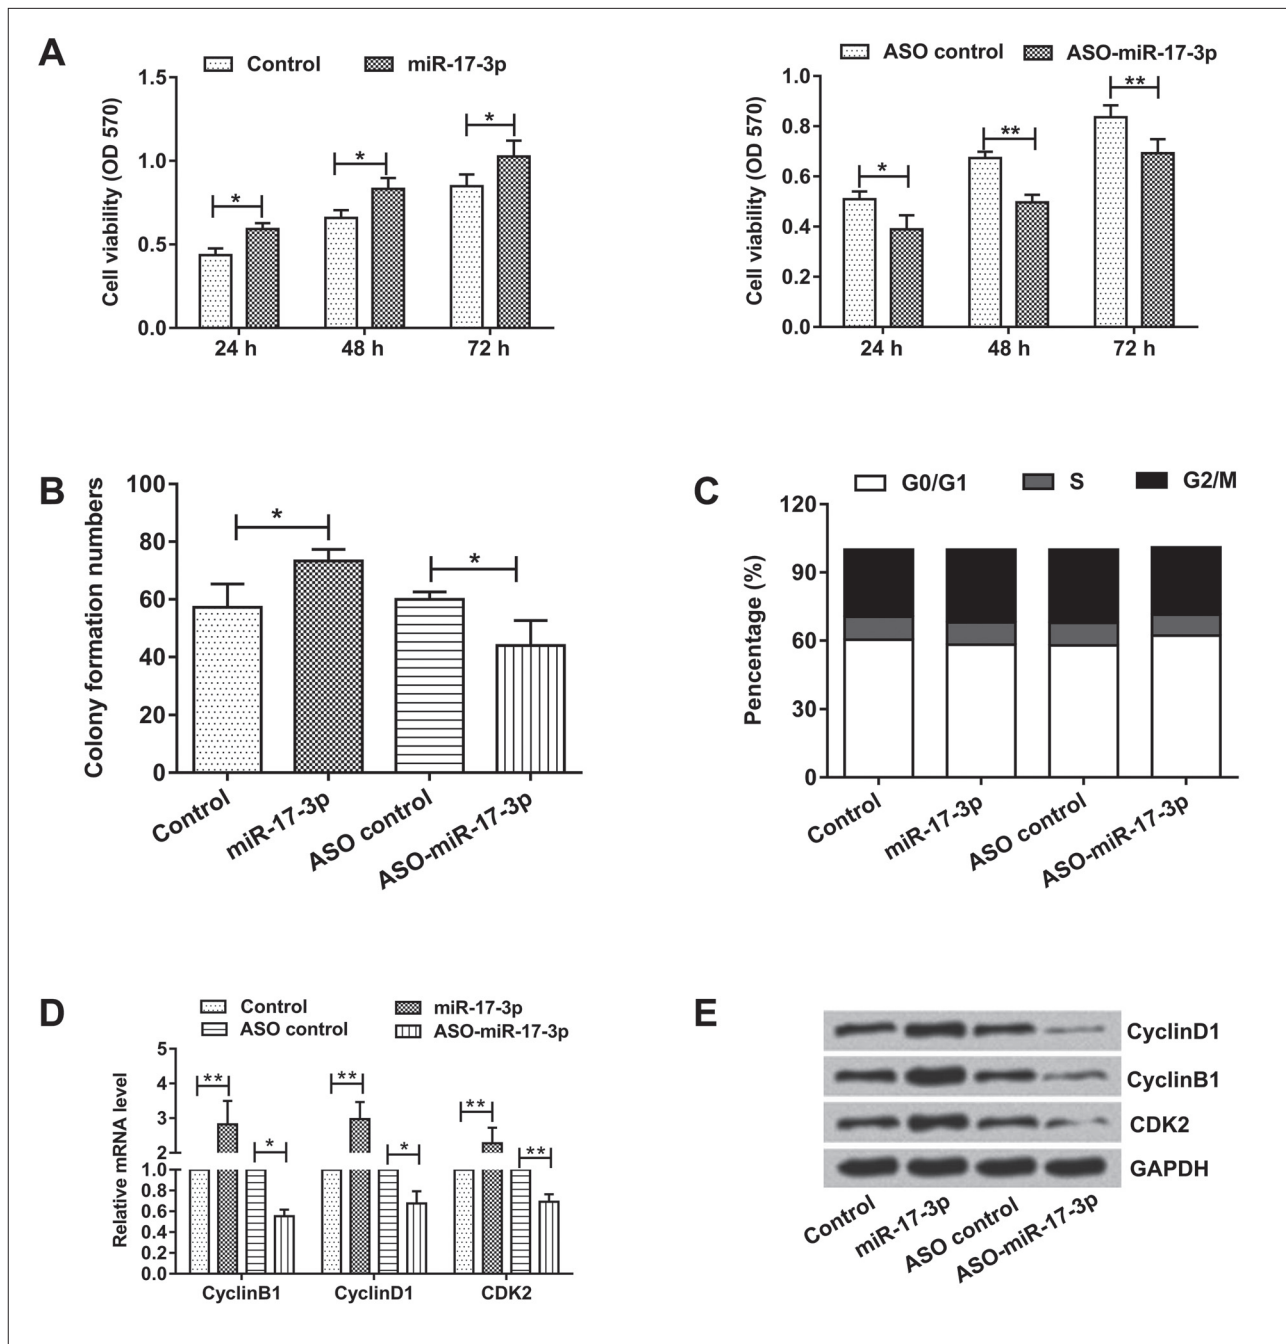 A
Control miR-17-3p
Cell viability (OD 570)
1.5
1.0
0.5
0.0
* * *
24 h 48 h 72 h
ASO control ASO-miR-17-3p
Cell viability (OD 570)
1.0
0.8
0.6
0.4
0.2
0.0
* ** **
24 h 48 h 72 h
B
Colony formation numbers
100
80
60
40
20
0
* *
Control miR-17-3p ASO control ASO-miR-17-3p
C
G0/G1 S G2/M
Pencentage (%)
120
90
60
30
0
Control miR-17-3p ASO control ASO-miR-17-3p
D
Control miR-17-3p
ASO control ASO-miR-17-3p
Relative mRNA level
5
4
3
2
1.0
0.8
0.6
0.4
0.2
0.0
** * ** * ** **
CyclinB1 CyclinD1 CDK2
E
CyclinD1
CyclinB1
CDK2
GAPDH
Control miR-17-3p ASO control ASO-miR-17-3p